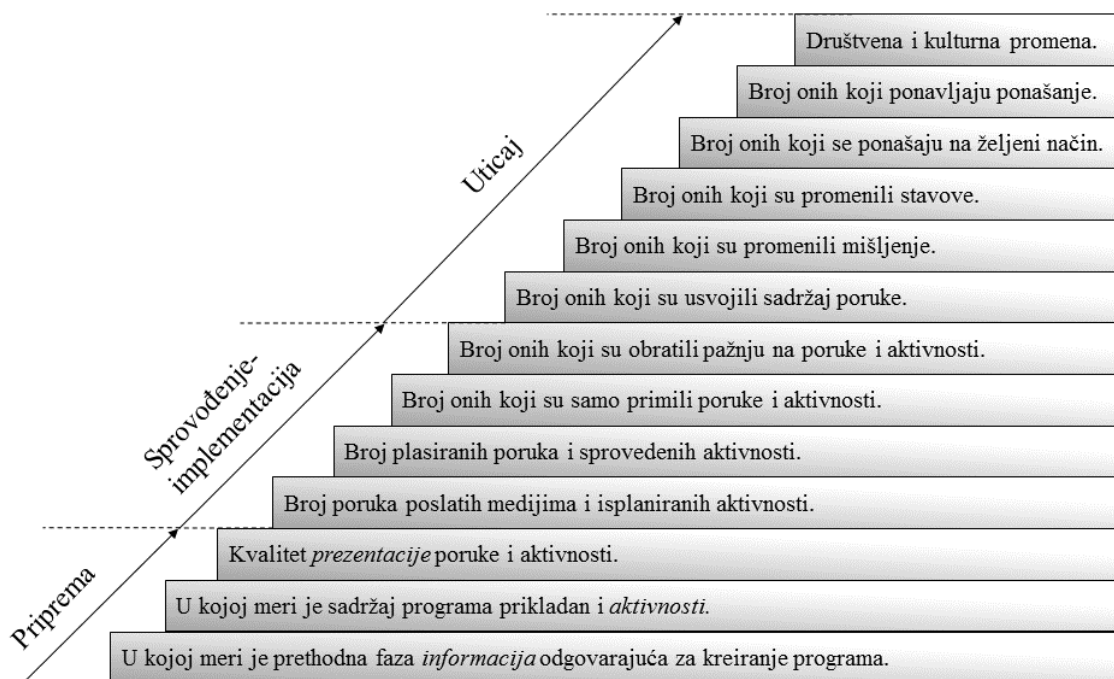 Društvena i kulturna promena.
Broj onih koji ponavljaju ponašanje.
Broj onih koji se ponašaju na željeni način.
Broj onih koji su promenili stavove.
Broj onih koji su promenili mišljenje.
Broj onih koji su usvojili sadržaj poruke.
Uticaj
Broj onih koji su obratili pažnju na poruke i aktivnosti.
Broj onih koji su samo primili poruke i aktivnosti.
Broj plasiranih poruka i sprovedenih aktivnosti.
Broj poruka poslatih medijima i isplaniranih aktivnosti.
Sprovođenje-
implementacija
Kvalitet prezentacije poruke i aktivnosti.
U kojoj meri je sadržaj programa prikladan i aktivnosti.
U kojoj meri je prethodna faza informacija odgovarajuća za kreiranje programa.
Priprema